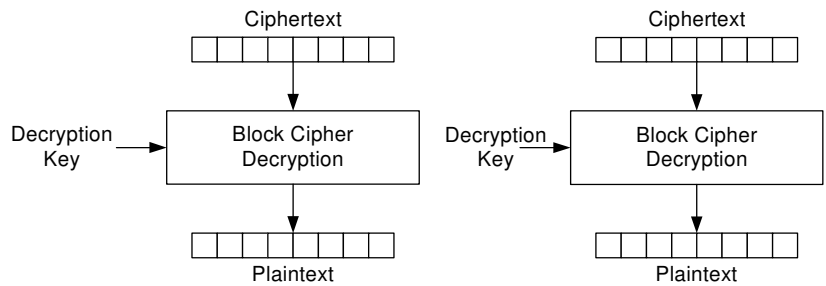 Ciphertext
Ciphertext
Decryption
Key
Block Cipher
Decryption
Decryption
Key
Block Cipher
Decryption
Plaintext
Plaintext